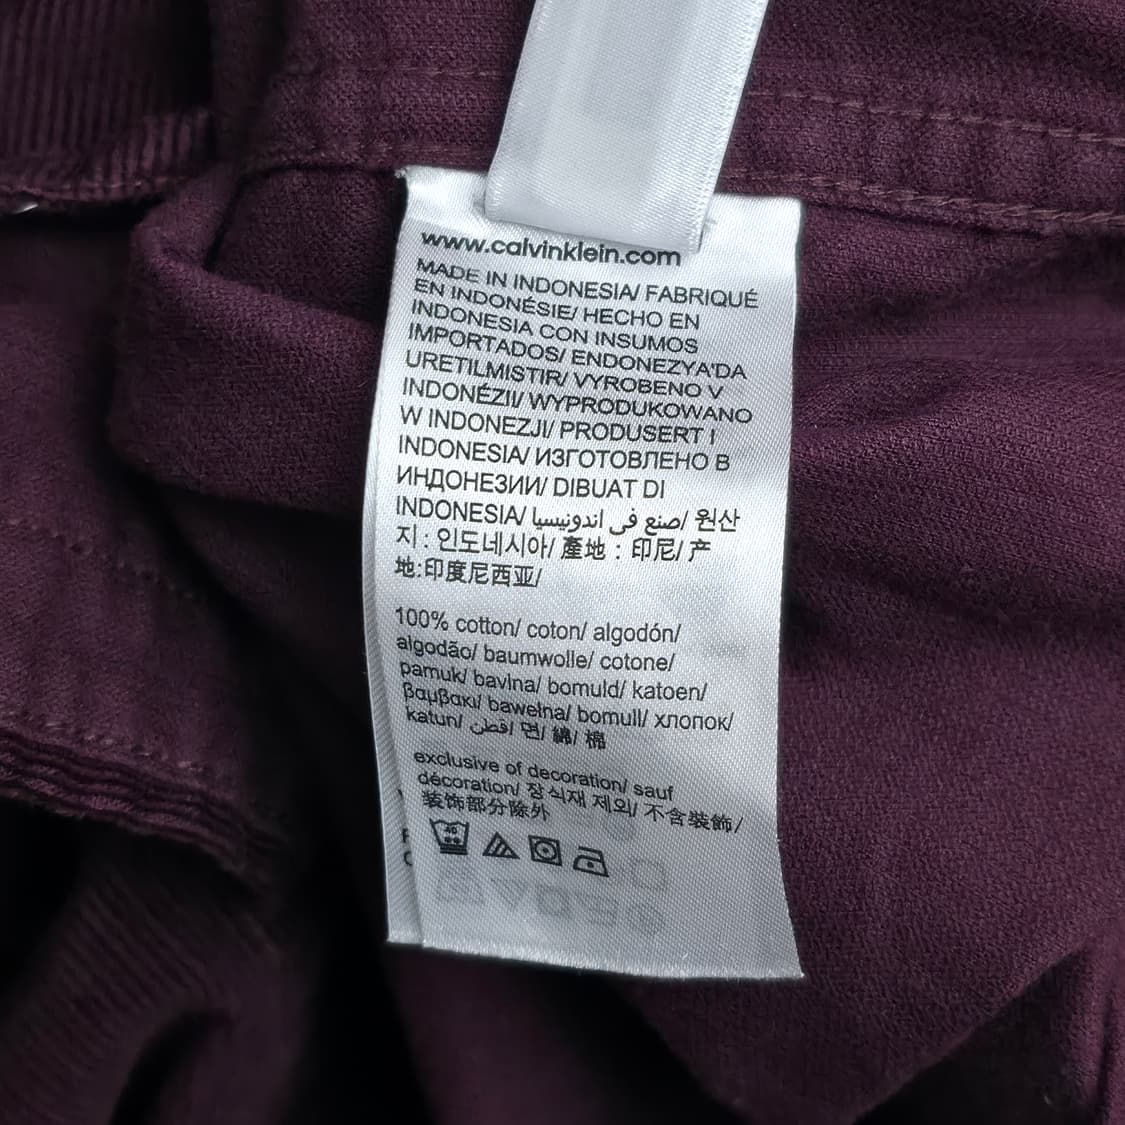 www.calvinklein.com
MADE IN INDONESIA/ FABRIQUÉ
EN INDONÉSIE/ HECHO EN
INDONESIA CON INSUMOS
IMPORTADOS/ ENDONEZYA'DA
URETILMISTIR/ VYROBENO V
INDONÉZII/ WYPRODUKOWANO
W INDONEZJI/ PRODUSERT I
INDONESIA/ ИЗГОТОВЛЕНО В
ИНДОНЕЗИИ/ DIBUAT DI
INDONESIA/ صنع في اندونيسيا/ 원산
지 : 인도네시아/ 產地 : 印尼/ 产
地:印度尼西亚/
100% cotton/ coton/ algodón/
algodão/ baumwolle/ cotone/
pamuk/ bavlna/ bomuld/ katoen/
βαμβακι/ bawełna/ bomull/ хлопок/
katun/ قطن/ 면/ 綿/ 棉
exclusive of decoration/ sauf
décoration/ 장식재 제외/ 不含裝飾/
装饰部分除外
40